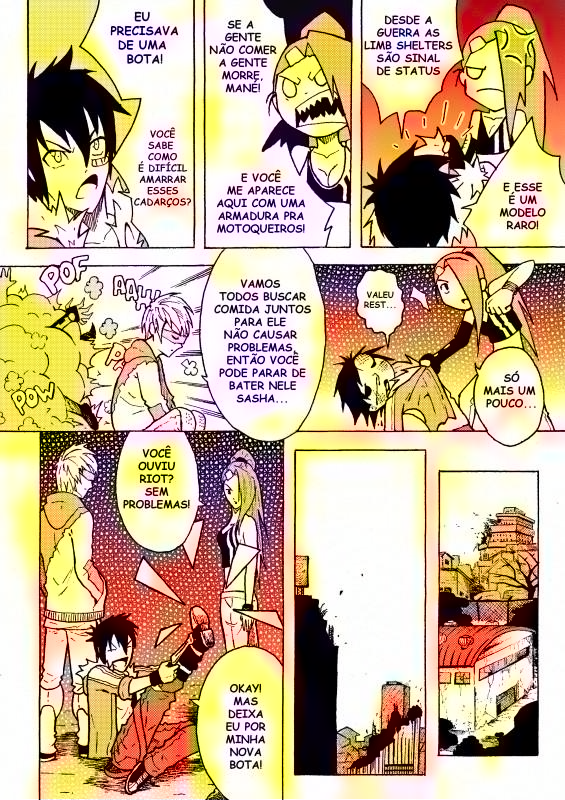 EU
PRECISAVA
DE UMA
BOTA!
VOCÊ
SABE
COMO
É DIFÍCIL
AMARRAR
ESSES
CADARÇOS?
SE A
GENTE
NÃO COMER
A GENTE
MORRE,
MANÉ!
E VOCÊ
ME APARECE
AQUI COM UMA
ARMADURA PRA
MOTOQUEIROS!
DESDE A
GUERRA AS
LIMB SHELTERS
SÃO SINAL
DE STATUS
E ESSE
É UM
MODELO
RARO!
POF
POW
VAMOS
TODOS BUSCAR
COMIDA JUNTOS
PARA ELE
NÃO CAUSAR
PROBLEMAS,
ENTÃO VOCÊ
PODE PARAR DE
BATER NELE
SASHA...
VALEU
REST...
SÓ
MAIS UM
POUCO...
VOCÊ
OUVIU
RIOT?
SEM
PROBLEMAS!
OKAY!
MAS
DEIXA
EU POR
MINHA
NOVA
BOTA!